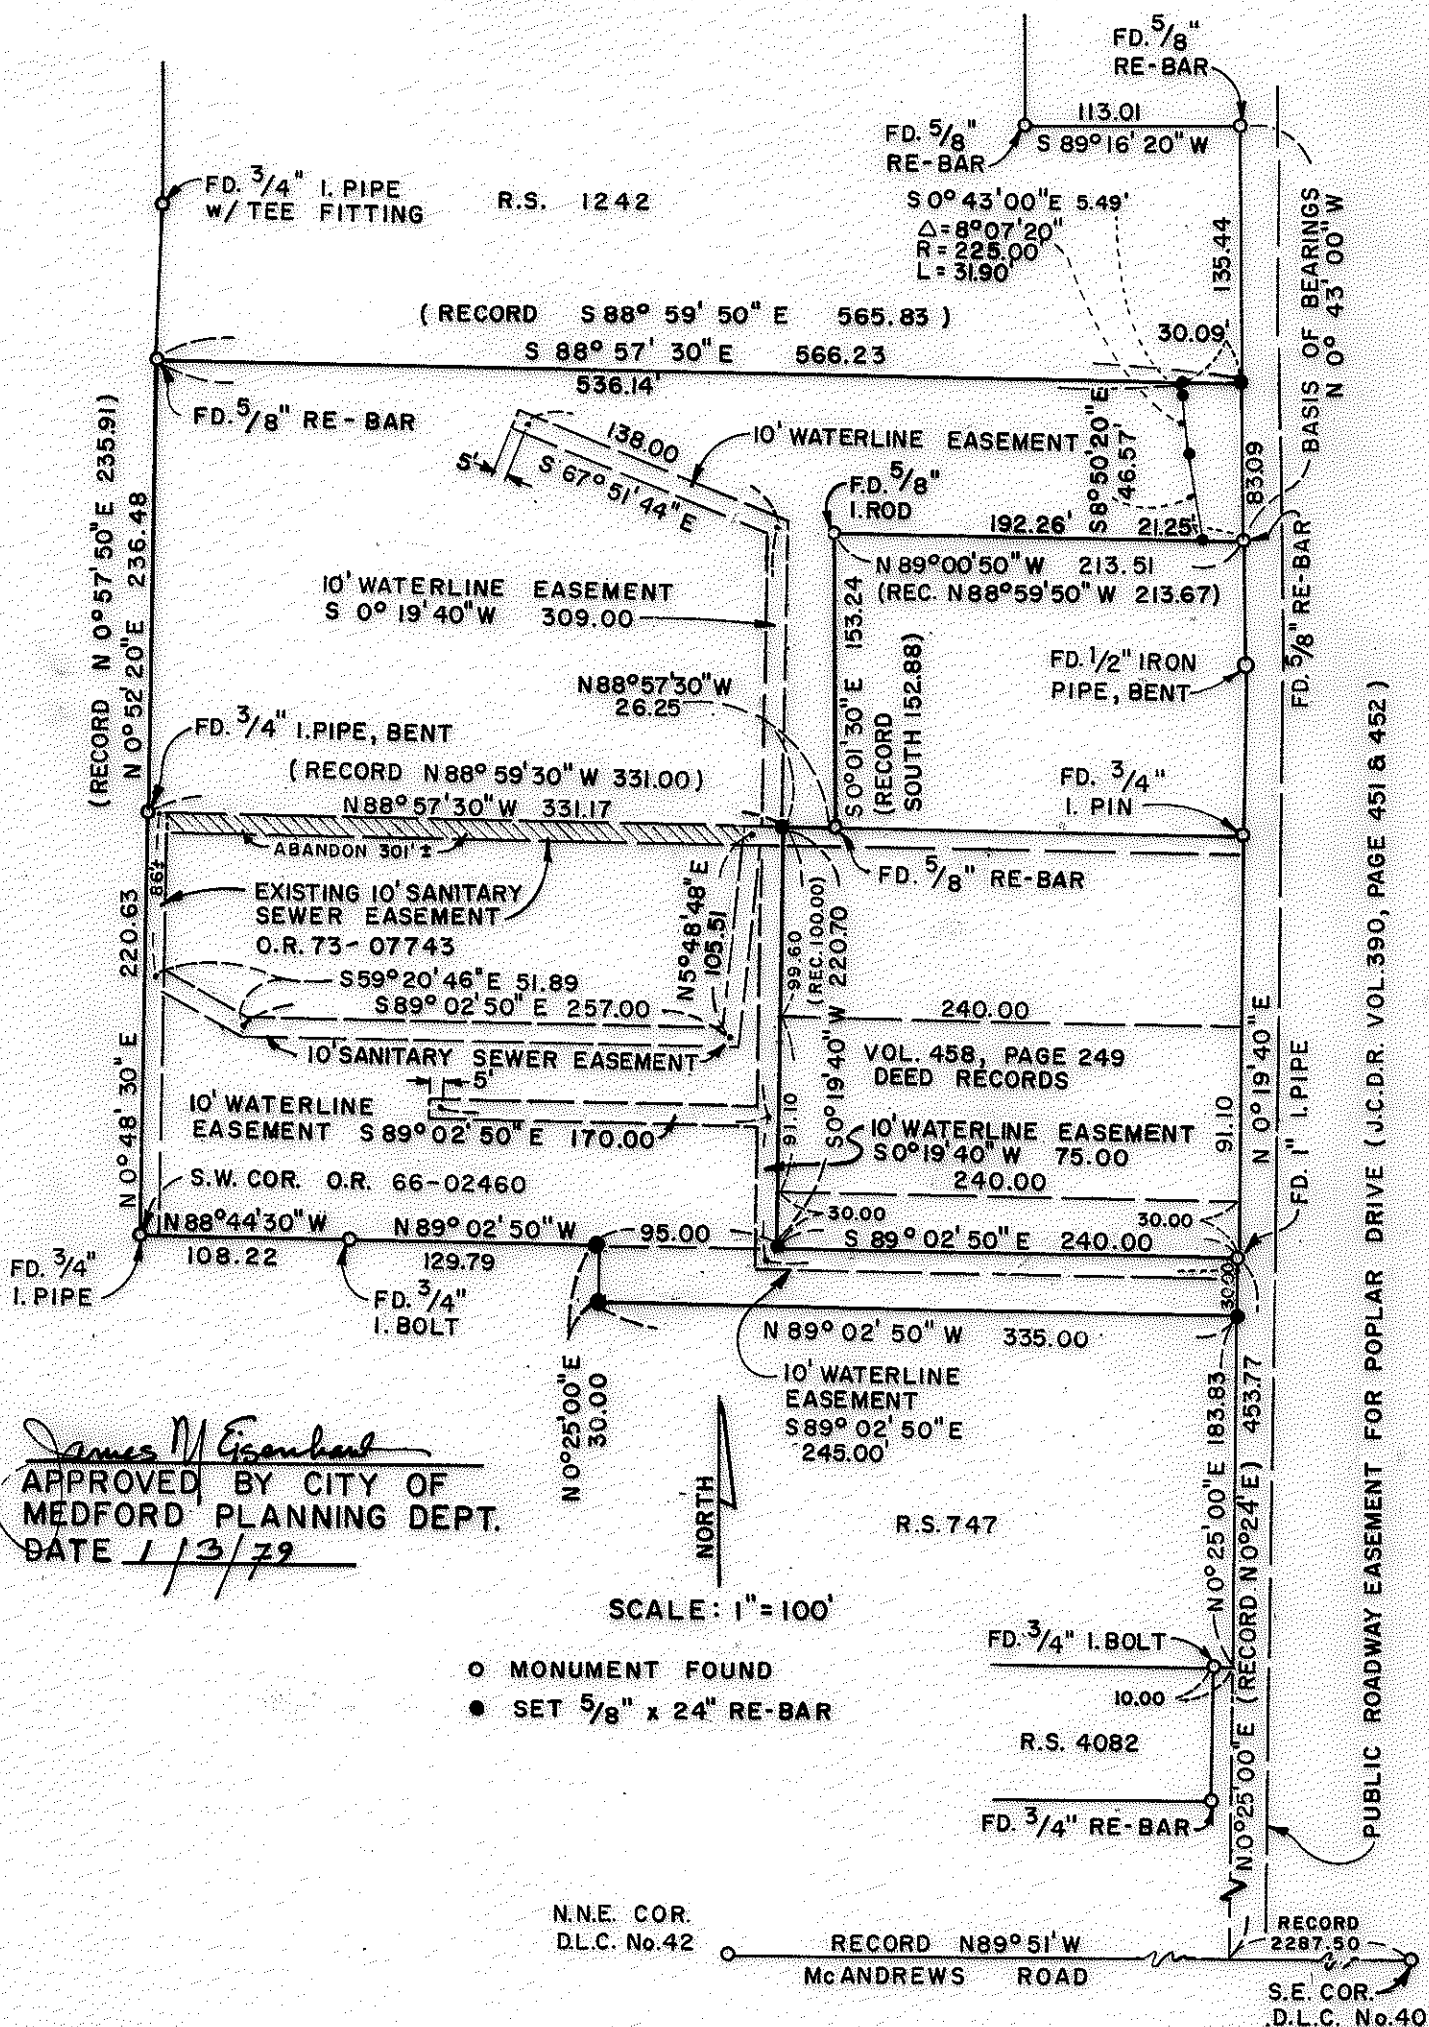 FD. 5/8"
RE-BAR
113.01
S 89° 16' 20" W
FD. 5/8"
RE-BAR
FD. 3/4" I. PIPE
w/ TEE FITTING
R.S. 1242
S 0° 43' 00" E 5.49'
Δ = 8° 07' 20"
R = 225.00'
L = 31.90'
135.44
BASIS OF BEARINGS
N 0° 43' 00" W
(RECORD S 88° 59' 50" E 565.83)
S 88° 57' 30" E 566.23
536.14'
30.09'
FD. 5/8" RE-BAR
(RECORD N 0° 57' 50" E 235.91)
N 0° 52' 20" E 236.48
138.00
S 67° 51' 44" E
5'
10' WATERLINE EASEMENT
S 8° 50' 20" E
46.57'
83.09
F.D. 5/8"
I. ROD
192.26'
21.25'
N 89° 00' 50" W 213.51
(REC. N 88° 59' 50" W 213.67)
FD. 5/8" RE-BAR
10' WATERLINE EASEMENT
S 0° 19' 40" W 309.00
S 0° 01' 30" E 153.24
(RECORD
SOUTH 152.88)
FD. 1/2" IRON
PIPE, BENT
N 88° 57' 30" W
26.25
FD. 3/4" I. PIPE, BENT
(RECORD N 88° 59' 30" W 331.00)
N 88° 57' 30" W 331.17
FD. 3/4"
I. PIN
ABANDON 301' ±
86' ±
EXISTING 10' SANITARY
SEWER EASEMENT
O.R. 73-07743
FD. 5/8" RE-BAR
N 5° 48' 48" E
105.51
99.60
(REC. 100.00)
220.70
S 0° 19' 40" W
91.10
S 59° 20' 46" E 51.89
S 89° 02' 50" E 257.00
10' SANITARY SEWER EASEMENT
240.00
VOL. 458, PAGE 249
DEED RECORDS
N 0° 48' 30" E 220.63
5'
10' WATERLINE
EASEMENT S 89° 02' 50" E 170.00
10' WATERLINE EASEMENT
S 0° 19' 40" W 75.00
240.00
91.10
N 0° 19' 40" E
FD. 1" I. PIPE
S.W. COR. O.R. 66-02460
N 88° 44' 30" W
108.22
N 89° 02' 50" W
129.79
95.00
30.00
30.00
S 89° 02' 50" E 240.00
30.00
FD. 3/4"
I. PIPE
FD. 3/4"
I. BOLT
N 89° 02' 50" W 335.00
N 0° 25' 00" E
30.00
10' WATERLINE
EASEMENT
S 89° 02' 50" E
245.00'
N 0° 25' 00" E 183.83
N 0° 25' 00" E (RECORD N 0° 24' E) 453.77
PUBLIC ROADWAY EASEMENT FOR POPLAR DRIVE (J.C.D.R. VOL. 390, PAGE 451 & 452)
James M Eisenhard
APPROVED BY CITY OF
MEDFORD PLANNING DEPT.
DATE 1/3/79
NORTH
R.S. 747
SCALE: 1" = 100'
MONUMENT FOUND
SET 5/8" x 24" RE-BAR
FD. 3/4" I. BOLT
10.00
R.S. 4082
FD. 3/4" RE-BAR
N.N.E. COR.
D.L.C. No. 42
RECORD N 89° 51' W
McANDREWS ROAD
RECORD
2287.50
S.E. COR.
D.L.C. No. 40